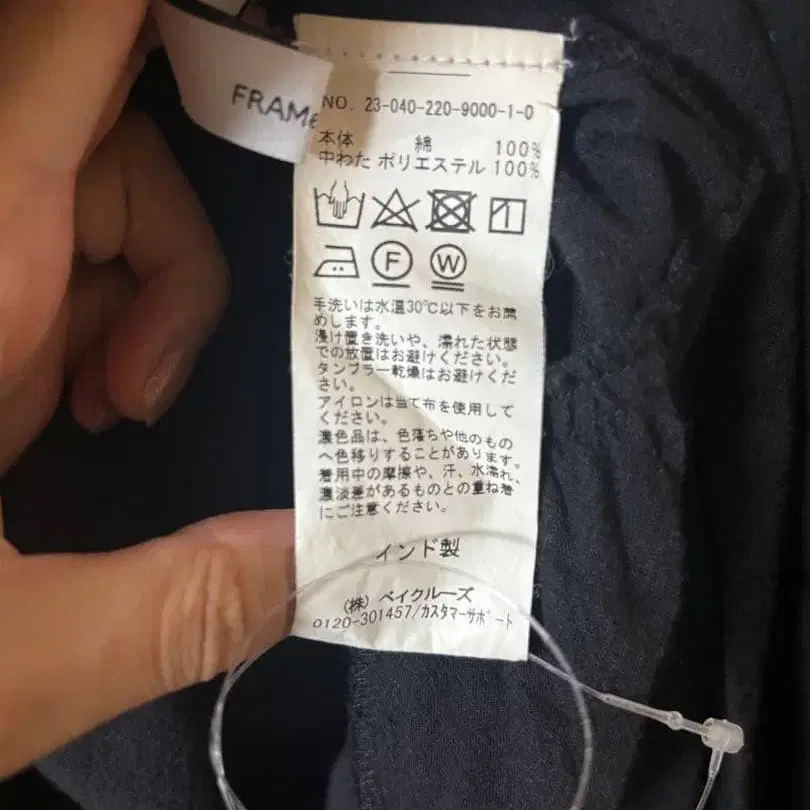 FRAMe
NO. 23-040-220-9000-1-0
本体 綿 100%
中わた ポリエステル 100%
F W
手洗いは水温30℃以下をお薦
めします。
浸け置き洗いや、濡れた状態
での放置はお避けください。
タンブラー乾燥はお避けくだ
さい。
アイロンは当て布を使用して
ください。
濃色品は、色落ちや他のもの
へ色移りすることがあります。
着用中の摩擦や、汗、水濡れ、
濃淡差があるものとの重ね着
にご注意ください。
インド製
(株) ベイクルーズ
0120-301457/カスタマーサポート